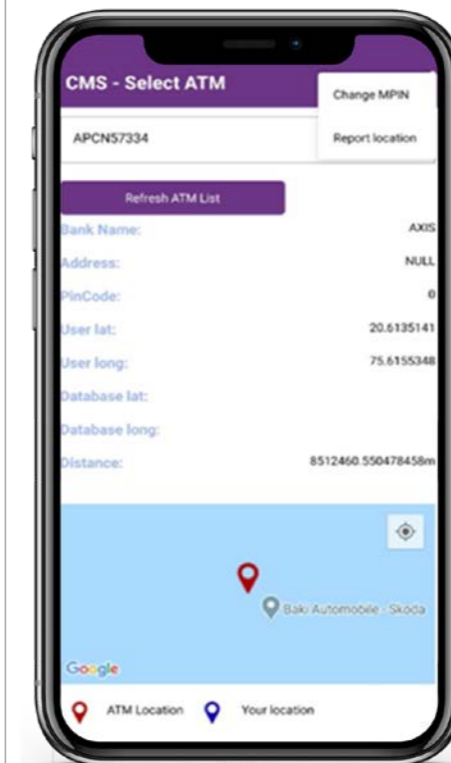 CMS - Select ATM
Change MPIN
APCN57334
Report location
Refresh ATM List
Bank Name: AXIS
Address: NULL
PinCode: 0
User lat: 20.6135141
User long: 75.6155348
Database lat:
Database long:
Distance: 8512460.550478458m
Baki Automobile - Skoda
Google
ATM Location Your location